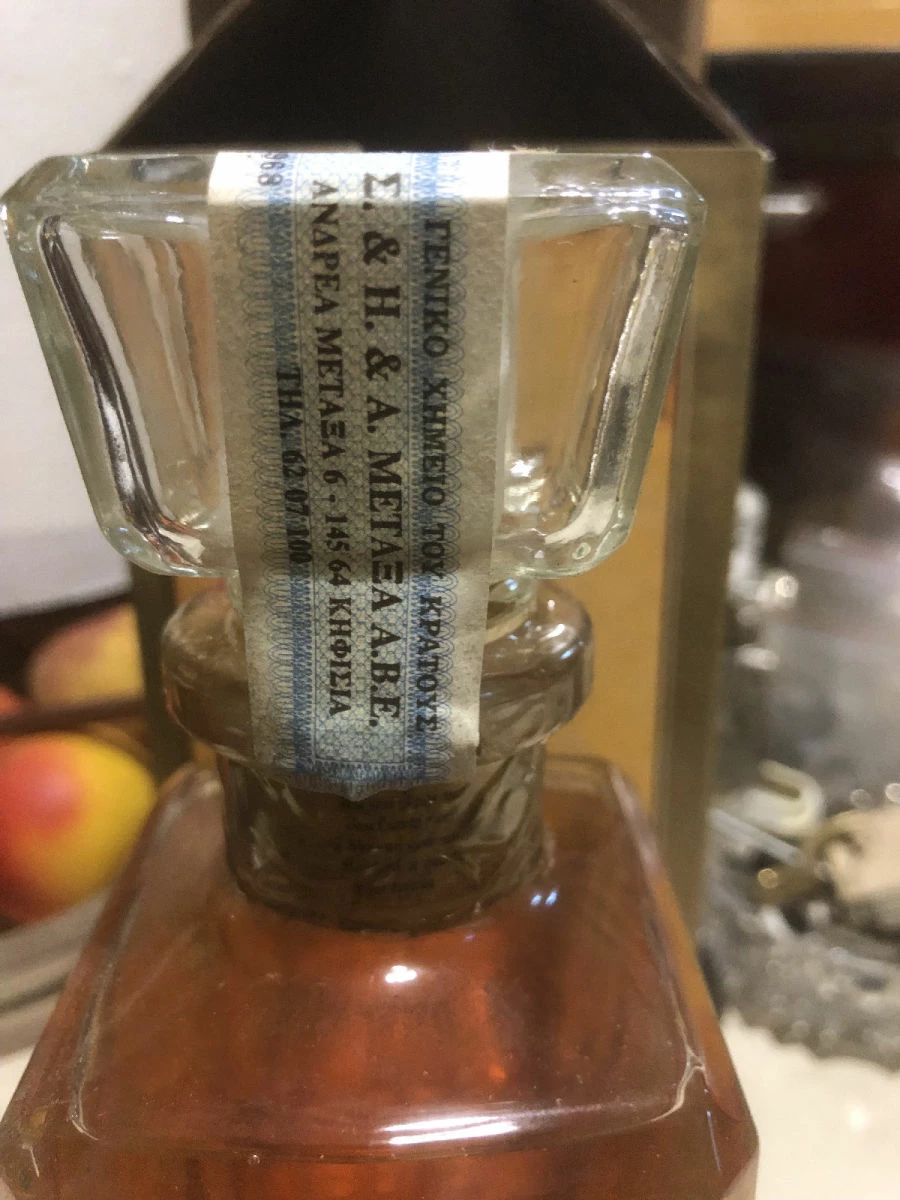 ΓΕΝΙΚΟ ΧΗΜΕΙΟ ΤΟΥ ΚΡΑΤΟΥΣ
Σ. & Η. & Α. ΜΕΤΑΞΑ Α.Β.Ε.
ΑΝΔΡΕΑ ΜΕΤΑΞΑ 6 - 145 64 ΚΗΦΙΣΙΑ
ΤΗΛ. 62 07 100